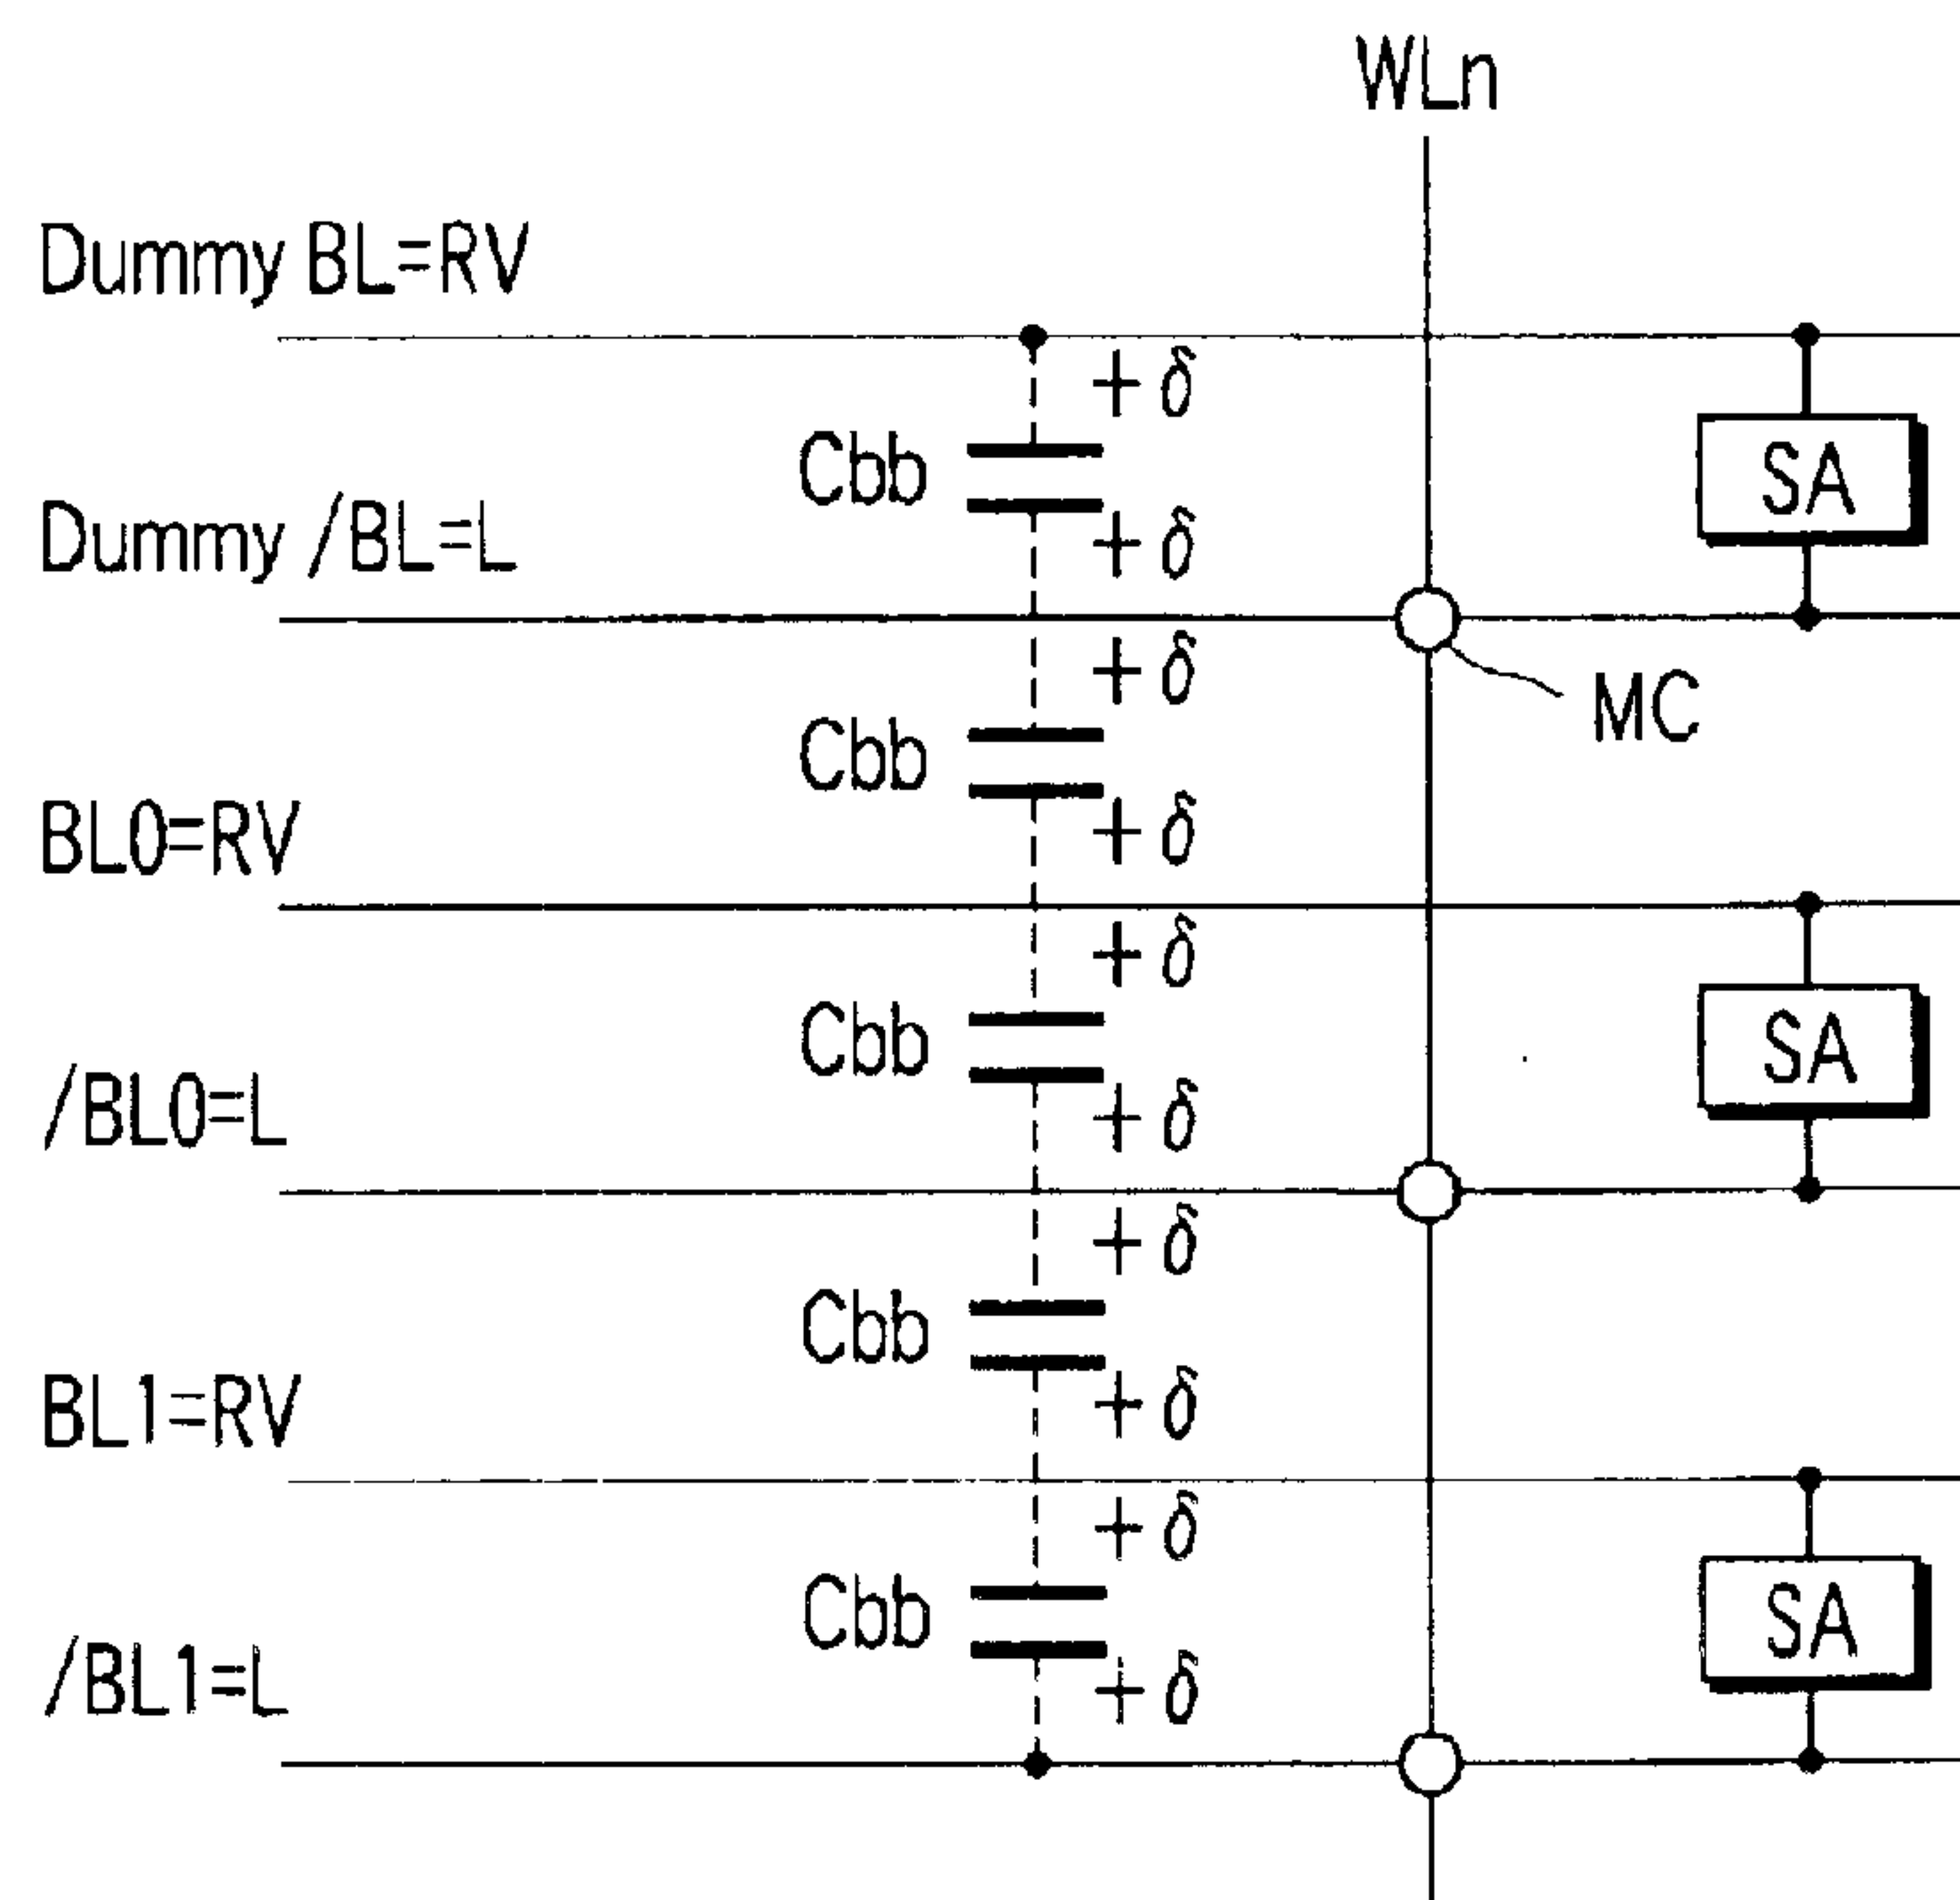 WLn
Dummy BL=RV
+δ
Cbb
SA
Dummy /BL=L
+δ
+δ
MC
Cbb
BL0=RV
+δ
+δ
Cbb
SA
/BL0=L
+δ
+δ
Cbb
BL1=RV
+δ
+δ
Cbb
SA
/BL1=L
+δ